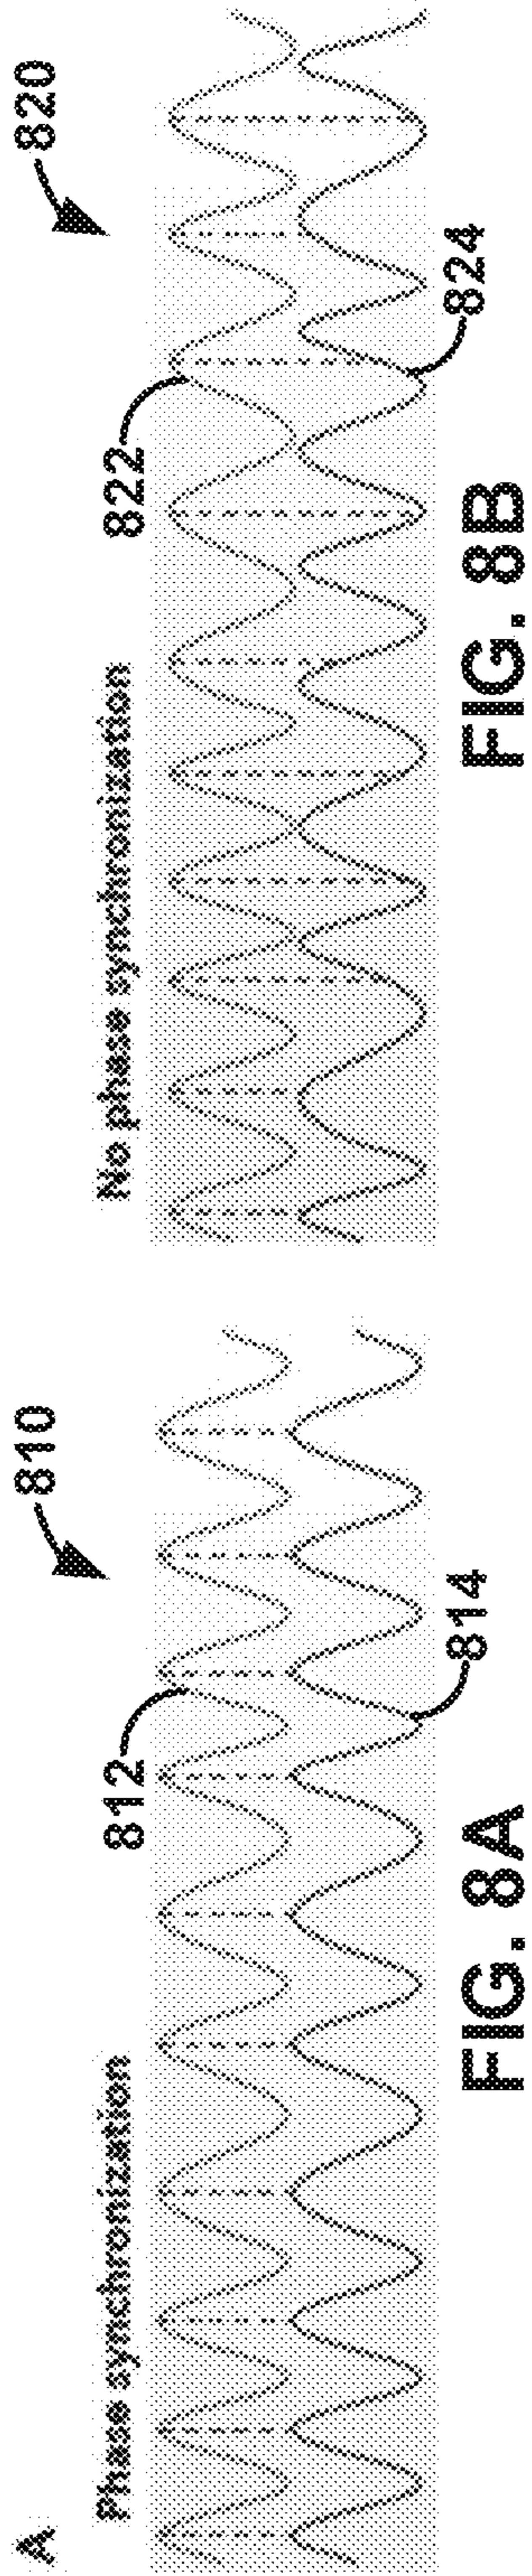 A
Phase synchronization
810
812
814
FIG. 8A
No phase synchronization
820
822
824
FIG. 8B